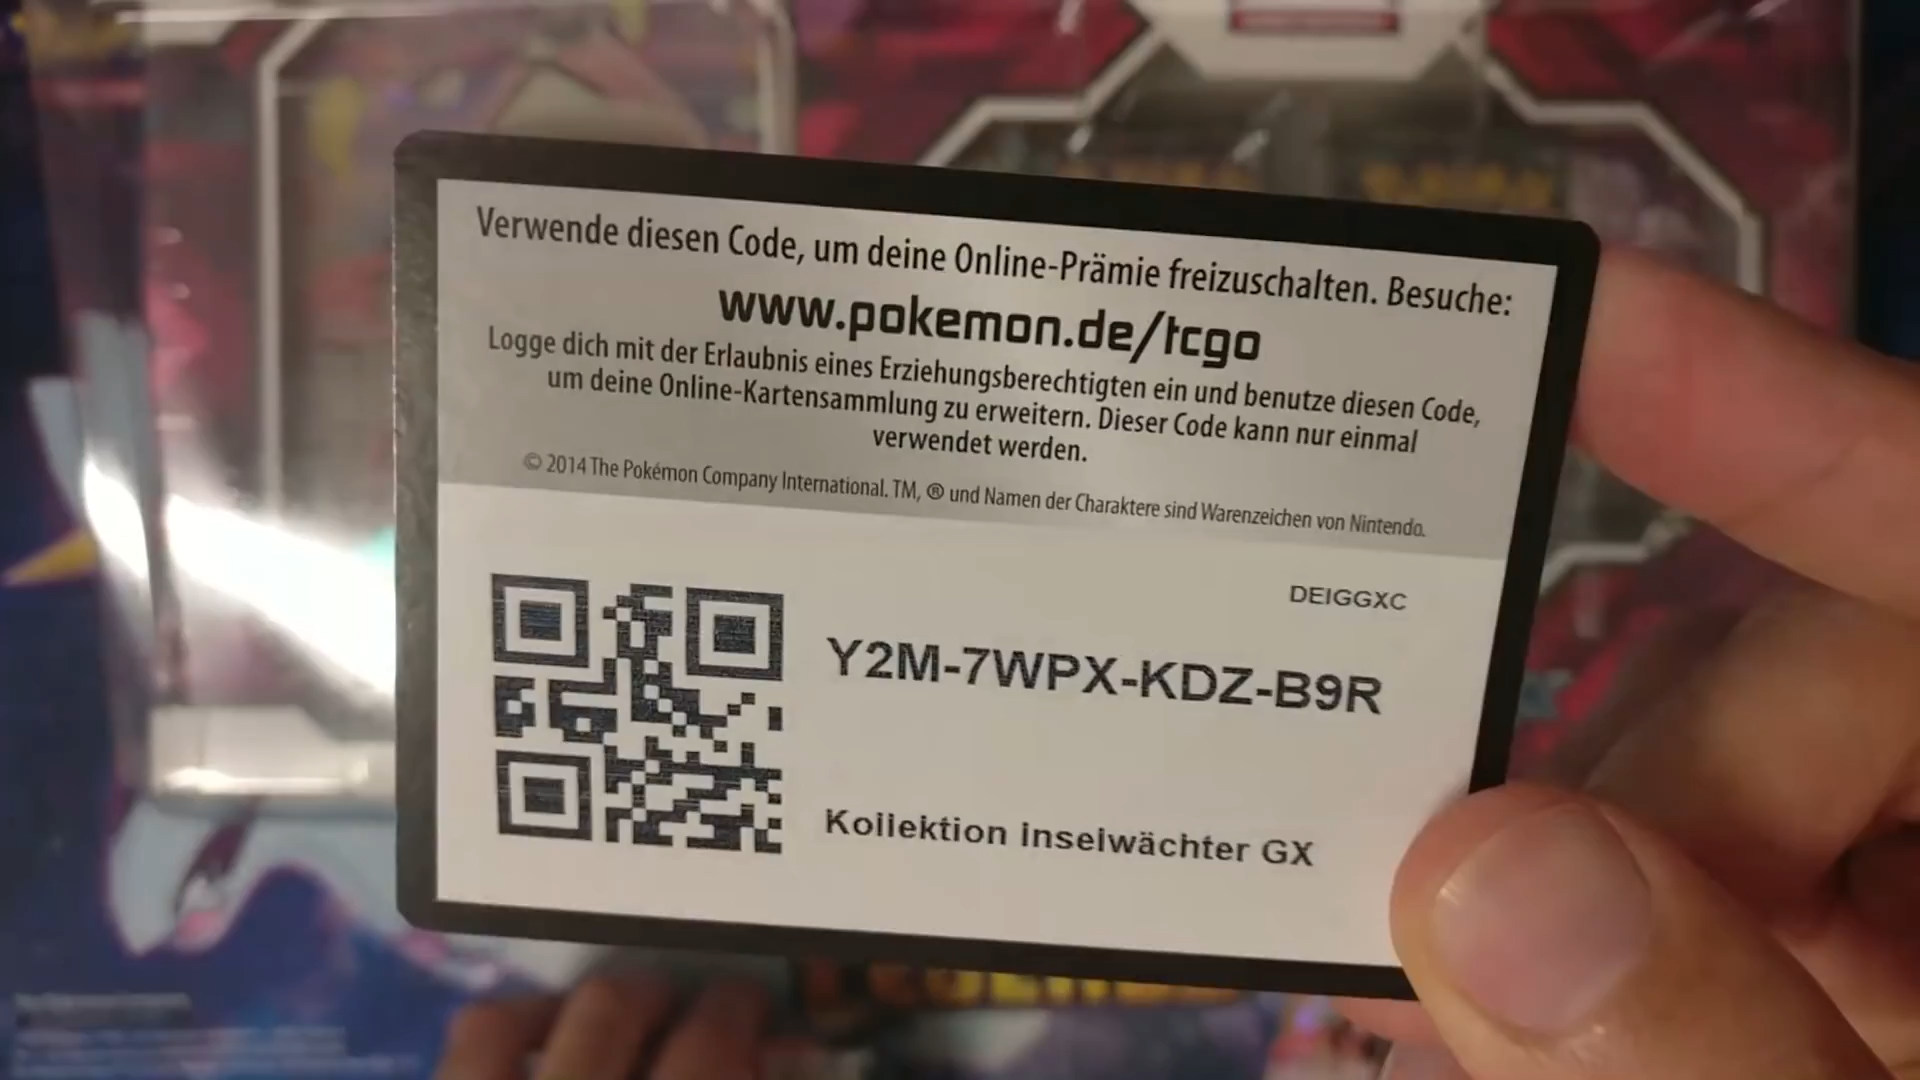 Verwende diesen Code, um deine Online-Prämie freizuschalten. Besuche:
www.pokemon.de/tcgo
Logge dich mit der Erlaubnis eines Erziehungsberechtigten ein und benutze diesen Code,
um deine Online-Kartensammlung zu erweitern. Dieser Code kann nur einmal
verwendet werden.
© 2014 The Pokémon Company International. TM, ® und Namen der Charaktere sind Warenzeichen von Nintendo.
DEIGGXC
Y2M-7WPX-KDZ-B9R
Kollektion Inselwächter GX